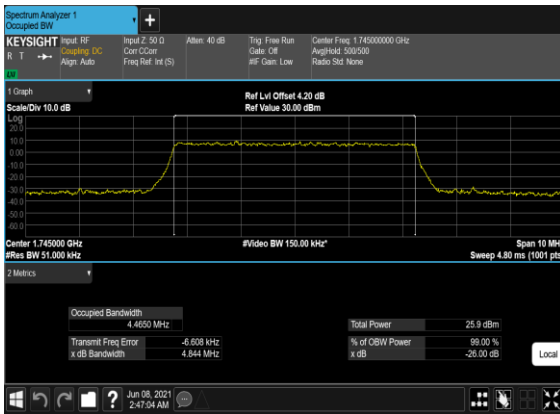 Spectrum Analyzer 1
Occupied BW
+
KEYSIGHT
R T
Input: RF
Coupling: DC
Align: Auto
Input Z: 50 Ω
Corr CCorr
Freq Ref: Int (S)
Atten: 40 dB
Trig: Free Run
Gate: Off
#IF Gain: Low
Center Freq: 1.745000000 GHz
Avg|Hold: 500/500
Radio Std: None
1 Graph
Scale/Div 10.0 dB
Ref Lvl Offset 4.20 dB
Ref Value 30.00 dBm
Log
20.0
10.0
0.00
-10.0
-20.0
-30.0
-40.0
-50.0
-60.0
Center 1.745000 GHz
#Video BW 150.00 kHz*
Span 10 MH
#Res BW 51.000 kHz
Sweep 4.80 ms (1001 pts
2 Metrics
Occupied Bandwidth
4.4650 MHz
Total Power 25.9 dBm
Transmit Freq Error -6.608 kHz
% of OBW Power 99.00 %
x dB Bandwidth 4.844 MHz
x dB -26.00 dB
Local
?
Jun 08, 2021
2:47:04 AM